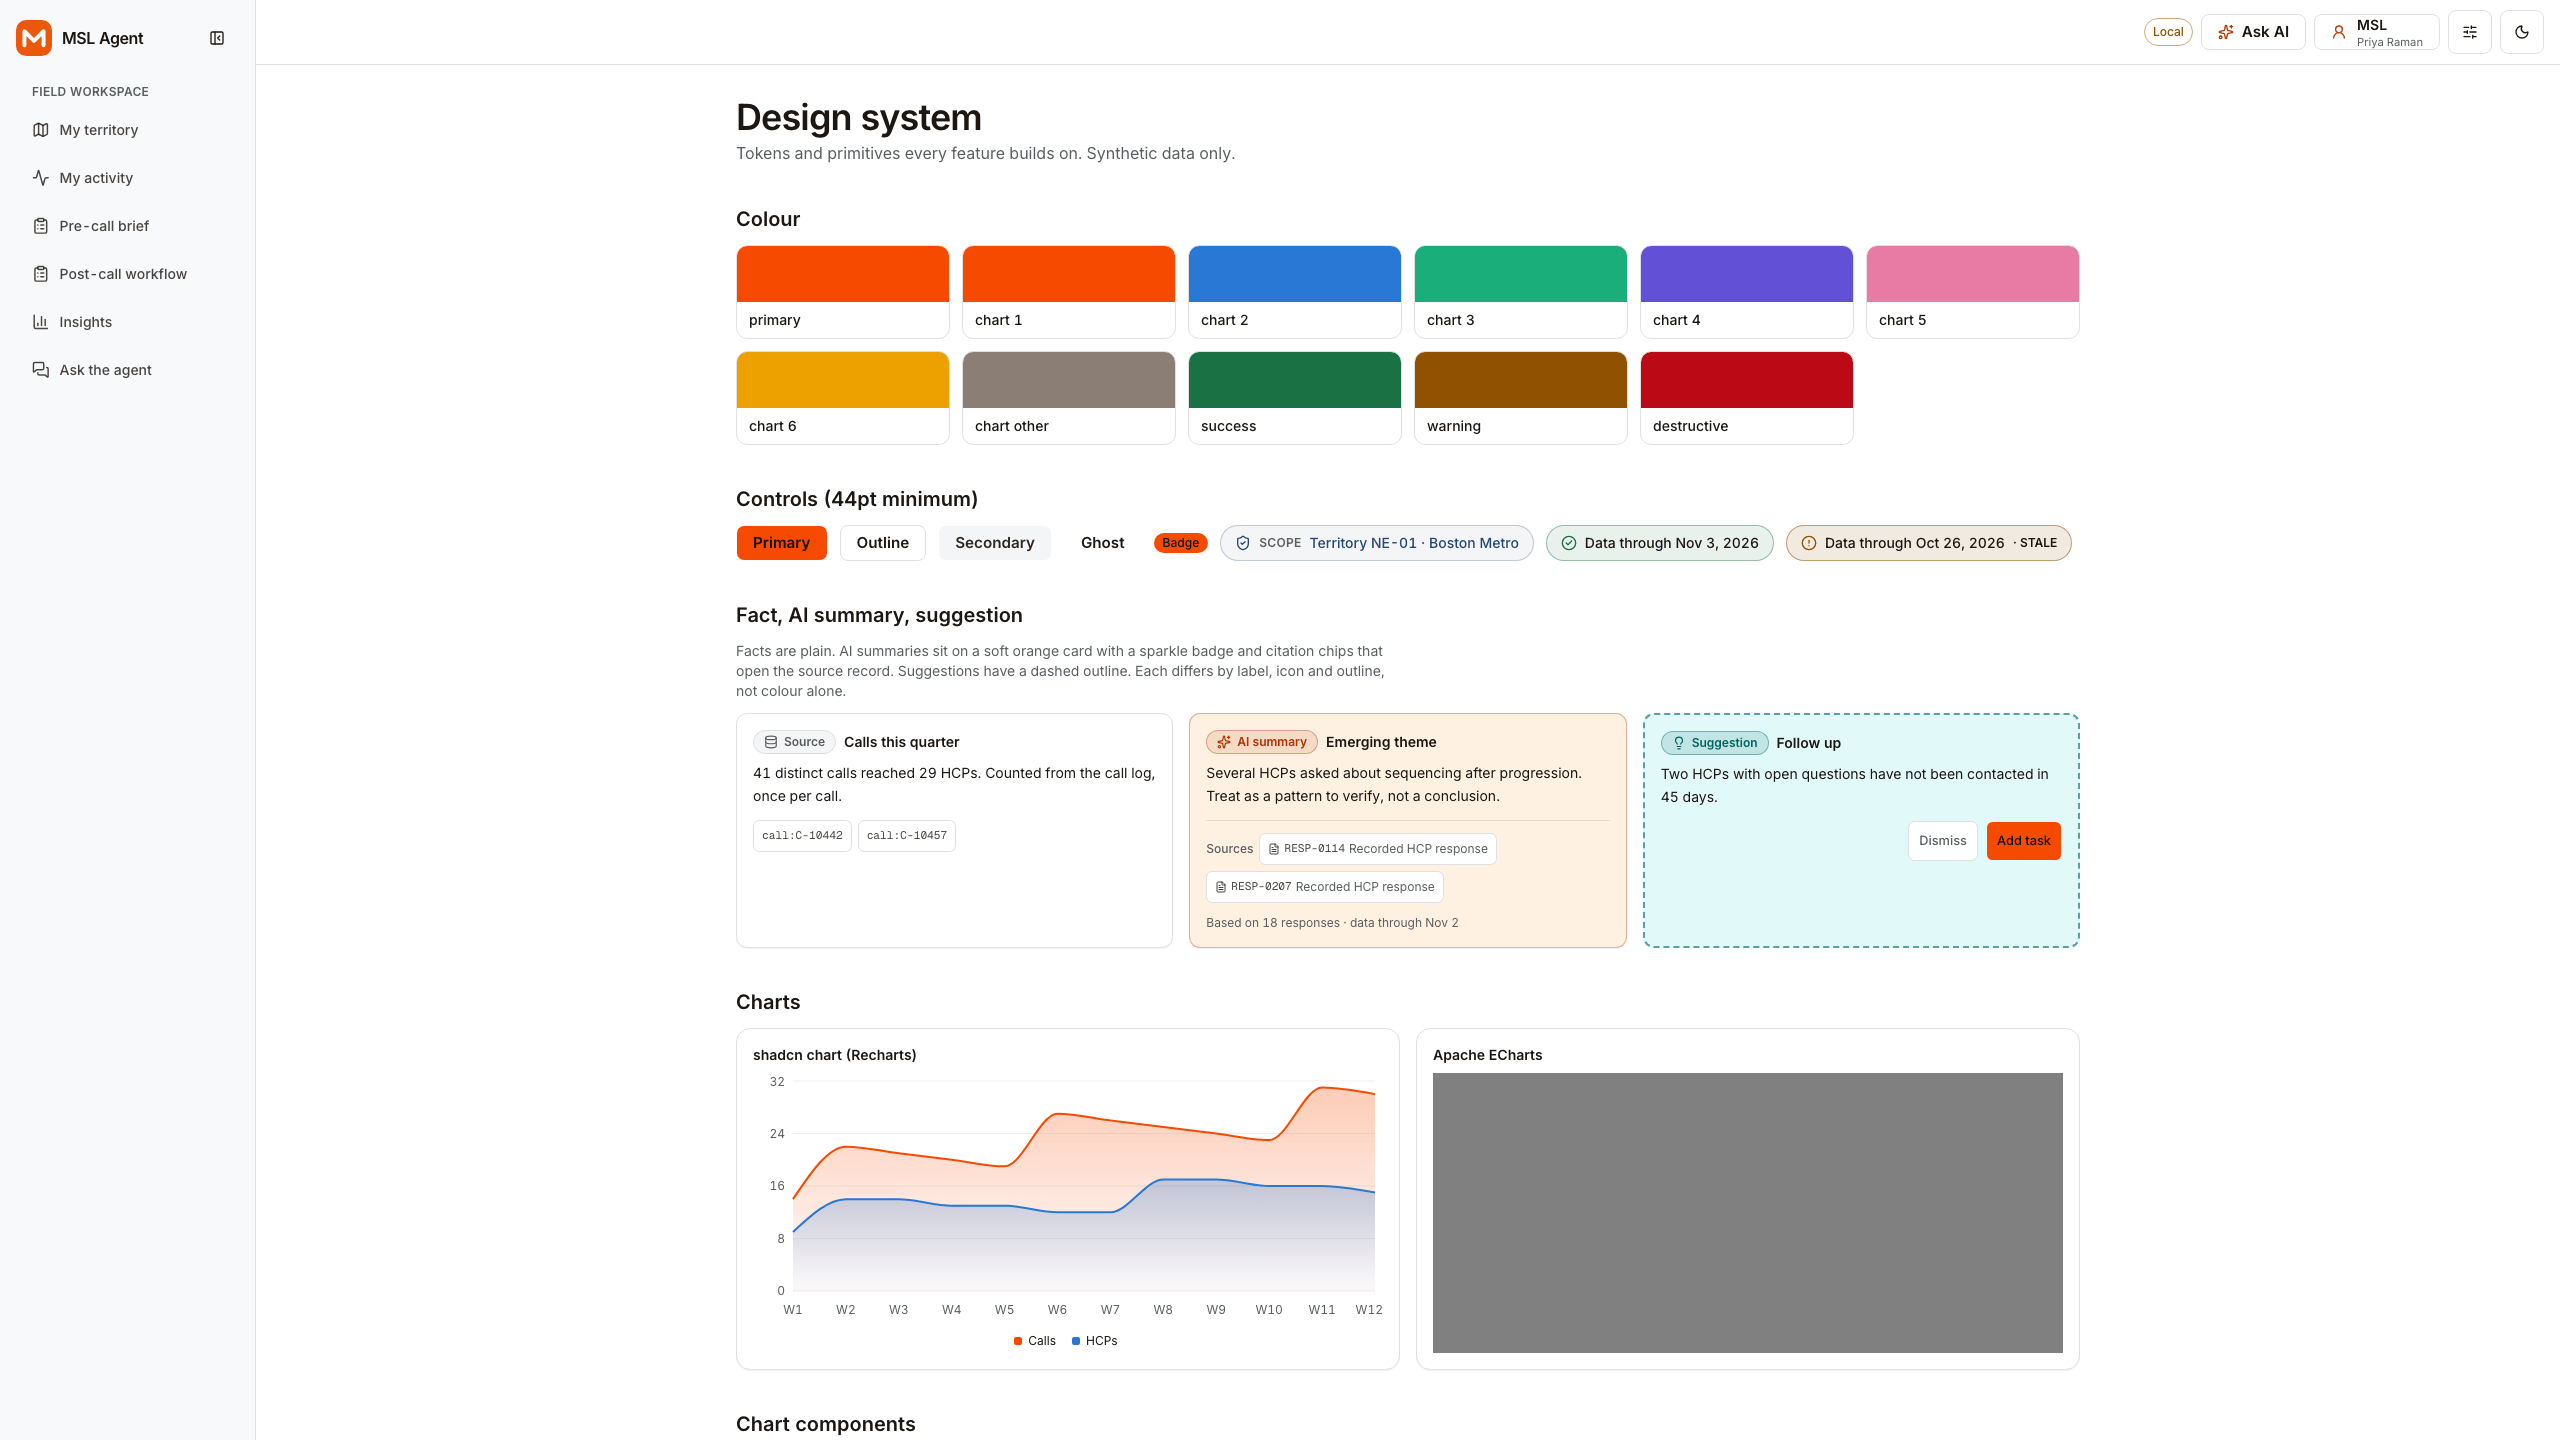 MSL Agent
FIELD WORKSPACE
My territory
My activity
Pre-call brief
Post-call workflow
Insights
Ask the agent
Local
Ask AI
MSL
Priya Raman
Design system
Tokens and primitives every feature builds on. Synthetic data only.
Colour
primary
chart 1
chart 2
chart 3
chart 4
chart 5
chart 6
chart other
success
warning
destructive
Controls (44pt minimum)
Primary
Outline
Secondary
Ghost
Badge
SCOPE Territory NE-01 · Boston Metro
Data through Nov 3, 2026
Data through Oct 26, 2026 · STALE
Fact, AI summary, suggestion
Facts are plain. AI summaries sit on a soft orange card with a sparkle badge and citation chips that
open the source record. Suggestions have a dashed outline. Each differs by label, icon and outline,
not colour alone.
Source Calls this quarter
41 distinct calls reached 29 HCPs. Counted from the call log,
once per call.
call:C-10442 call:C-10457
AI summary Emerging theme
Several HCPs asked about sequencing after progression.
Treat as a pattern to verify, not a conclusion.
Sources RESP-0114 Recorded HCP response
RESP-0207 Recorded HCP response
Based on 18 responses · data through Nov 2
Suggestion Follow up
Two HCPs with open questions have not been contacted in
45 days.
Dismiss Add task
Charts
shadcn chart (Recharts)
32
24
16
8
0
W1 W2 W3 W4 W5 W6 W7 W8 W9 W10 W11 W12
Calls HCPs
Apache ECharts
Chart components